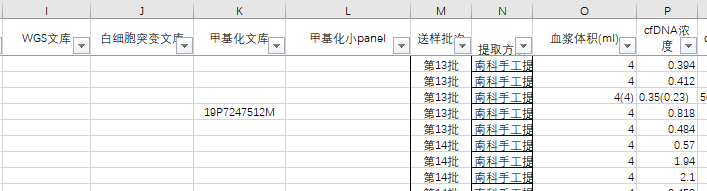 I J K L M N O P
WGS文库 白细胞突变文库 甲基化文库 甲基化小panel 送样批次 提取方 血浆体积(ml) cfDNA浓度
第13批 南科手工提 4 0.394
第13批 南科手工提 4 0.412
第13批 南科手工提 4(4) 0.35(0.23)
19P7247512M 第13批 南科手工提 4 0.818
第13批 南科手工提 4 0.484
第14批 南科手工提 4 0.57
第14批 南科手工提 4 1.94
第14批 南科手工提 4 2.1